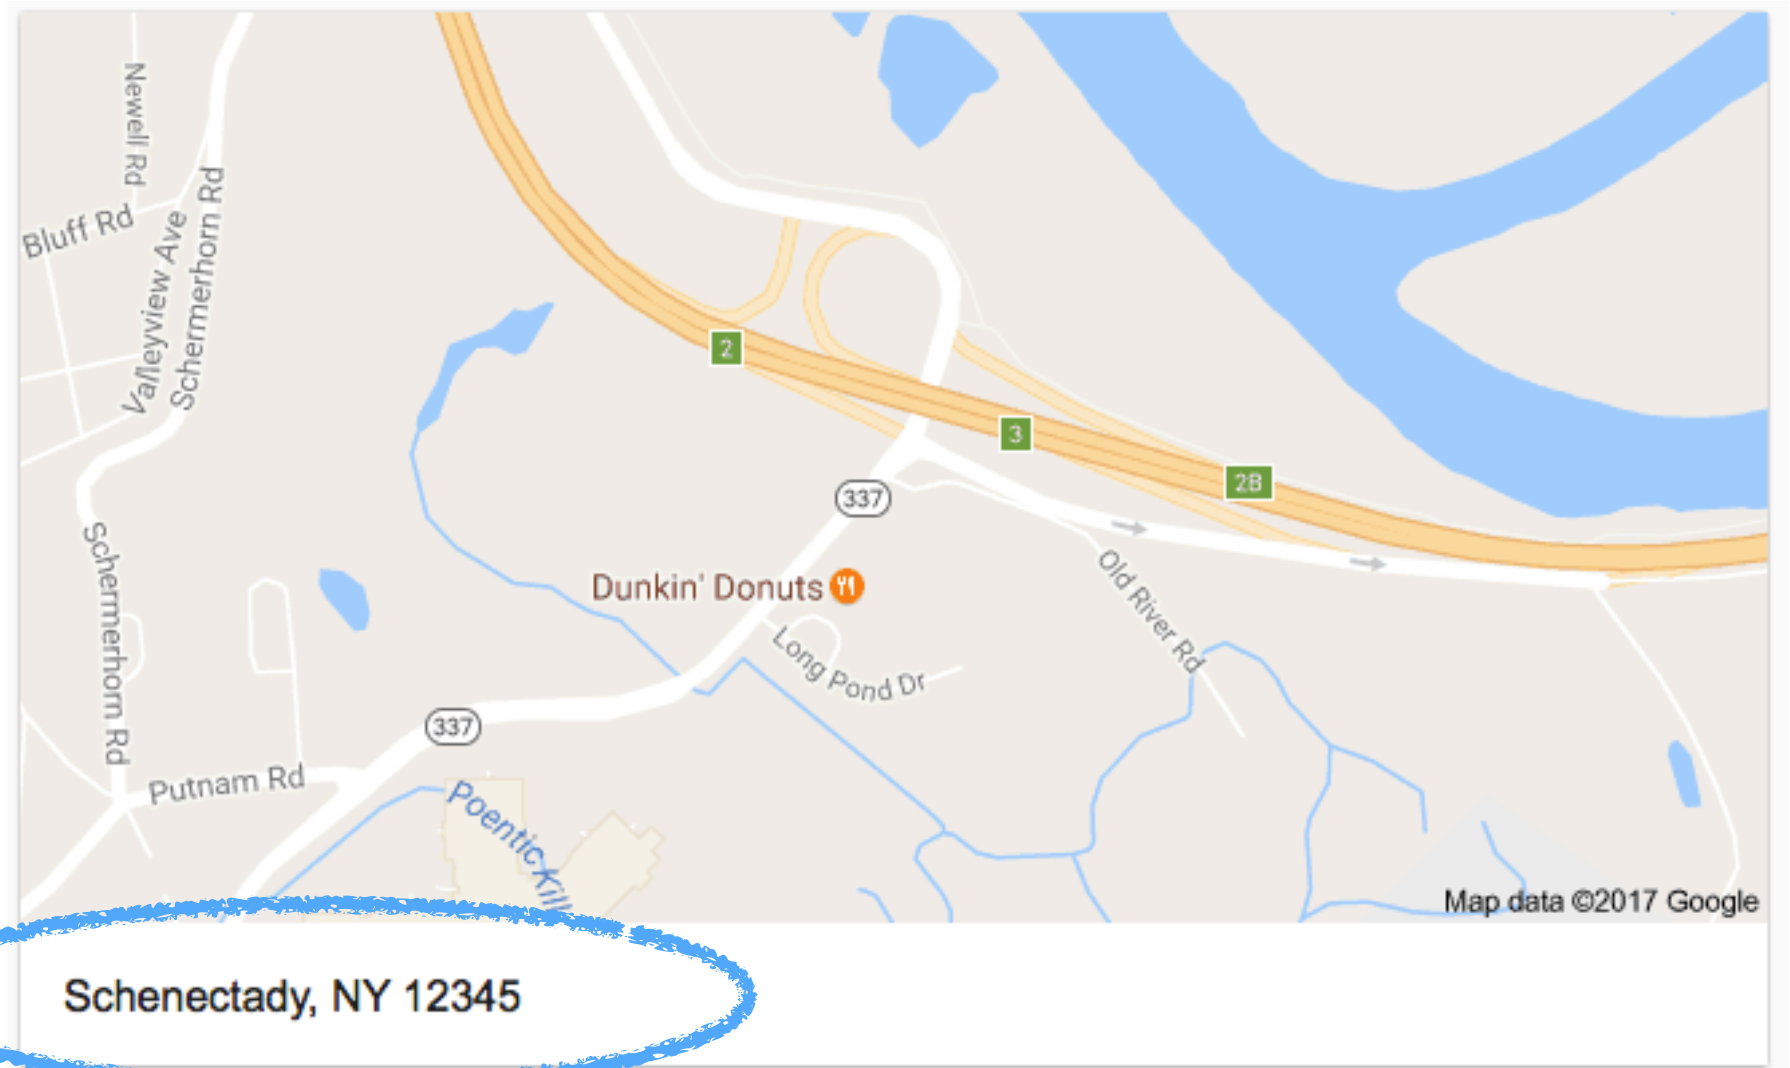 Newell Rd
Bluff Rd
Valleyview Ave
Schermerhorn Rd
2
3
2B
337
Dunkin' Donuts
Old River Rd
Long Pond Dr
Schermerhorn Rd
337
Putnam Rd
Poentic Kill
Map data ©2017 Google
Schenectady, NY 12345